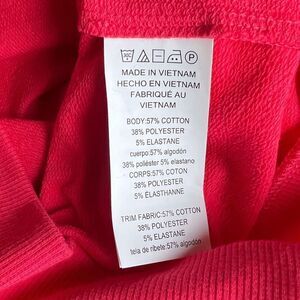 MADE IN VIETNAM
HECHO EN VIETNAM
FABRIQUÉ AU
VIETNAM
BODY:57% COTTON
38% POLYESTER
5% ELASTANE
cuerpo:57% algodón
38% poliéster 5% elastano
CORPS:57% COTON
38% POLYESTER
5% ÉLASTHANNE
TRIM FABRIC:57% COTTON
38% POLYESTER
5% ELASTANE
tela de ribete:57% algodón